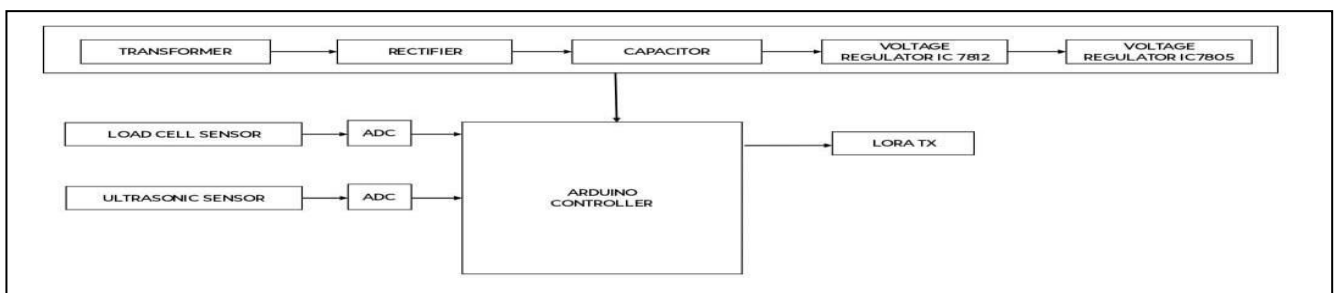 TRANSFORMER
RECTIFIER
CAPACITOR
VOLTAGE
REGULATOR IC 7812
VOLTAGE
REGULATOR IC7805
LOAD CELL SENSOR
ADC
LORA TX
ULTRASONIC SENSOR
ADC
ARDUINO
CONTROLLER